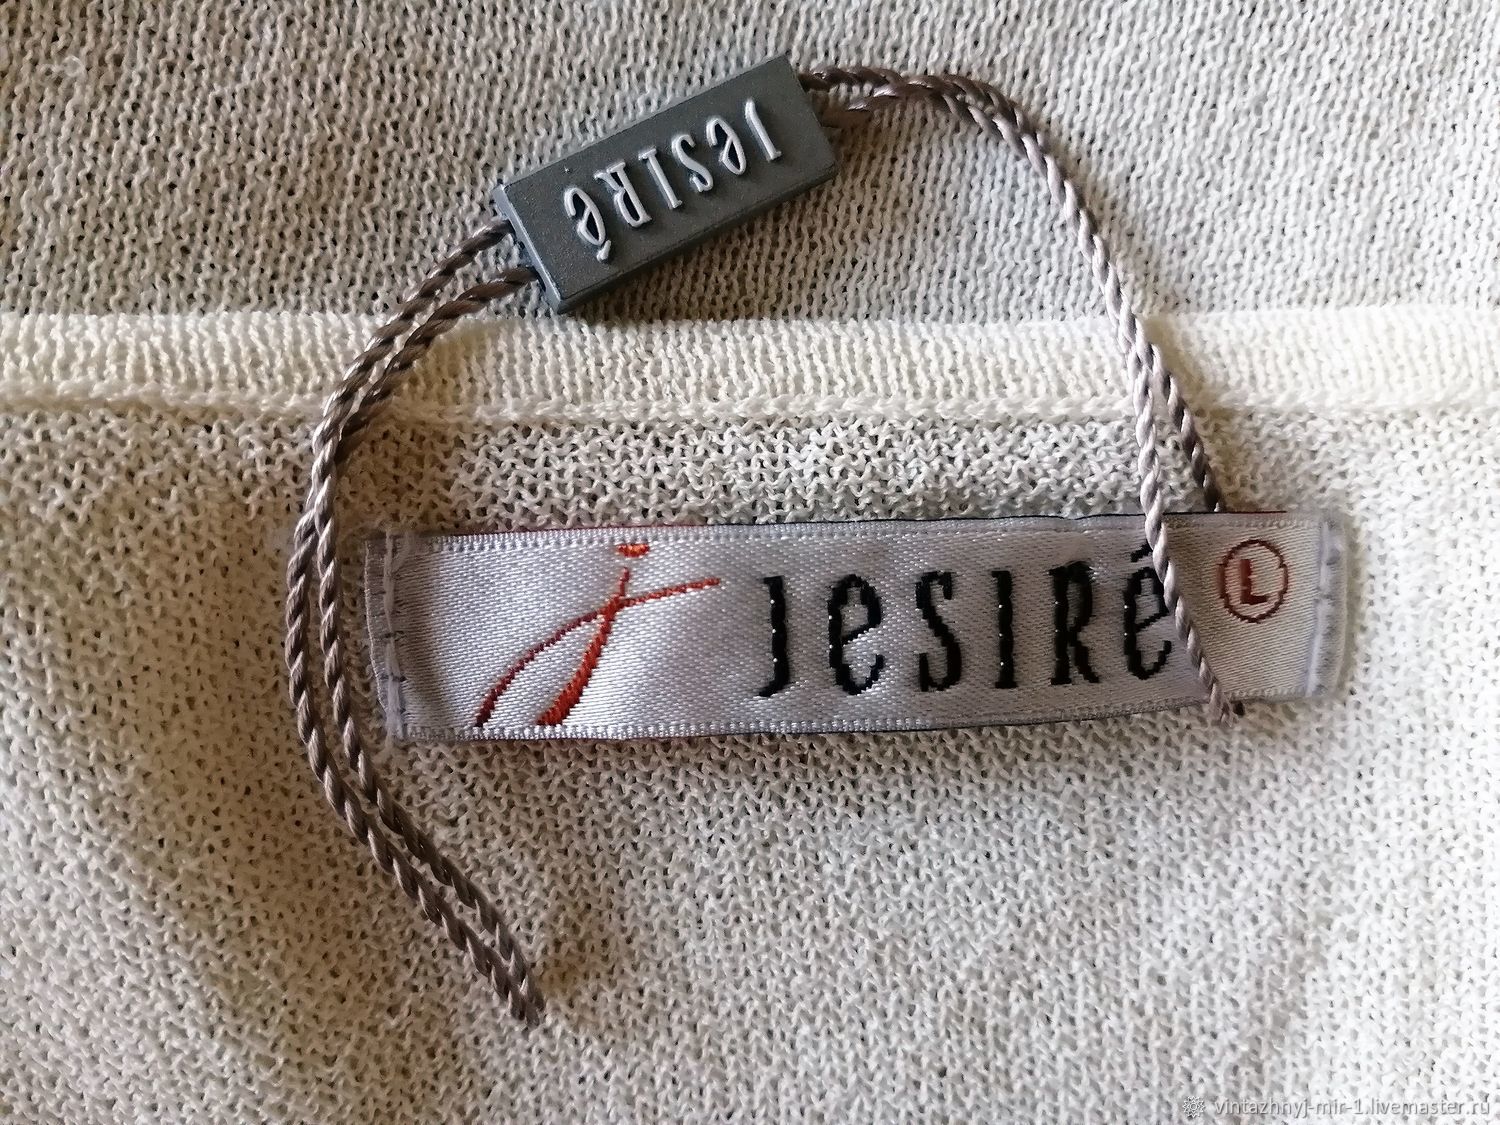 Jesiré
j Jesiré L
vintazhnyj-mir-1.livemaster.ru